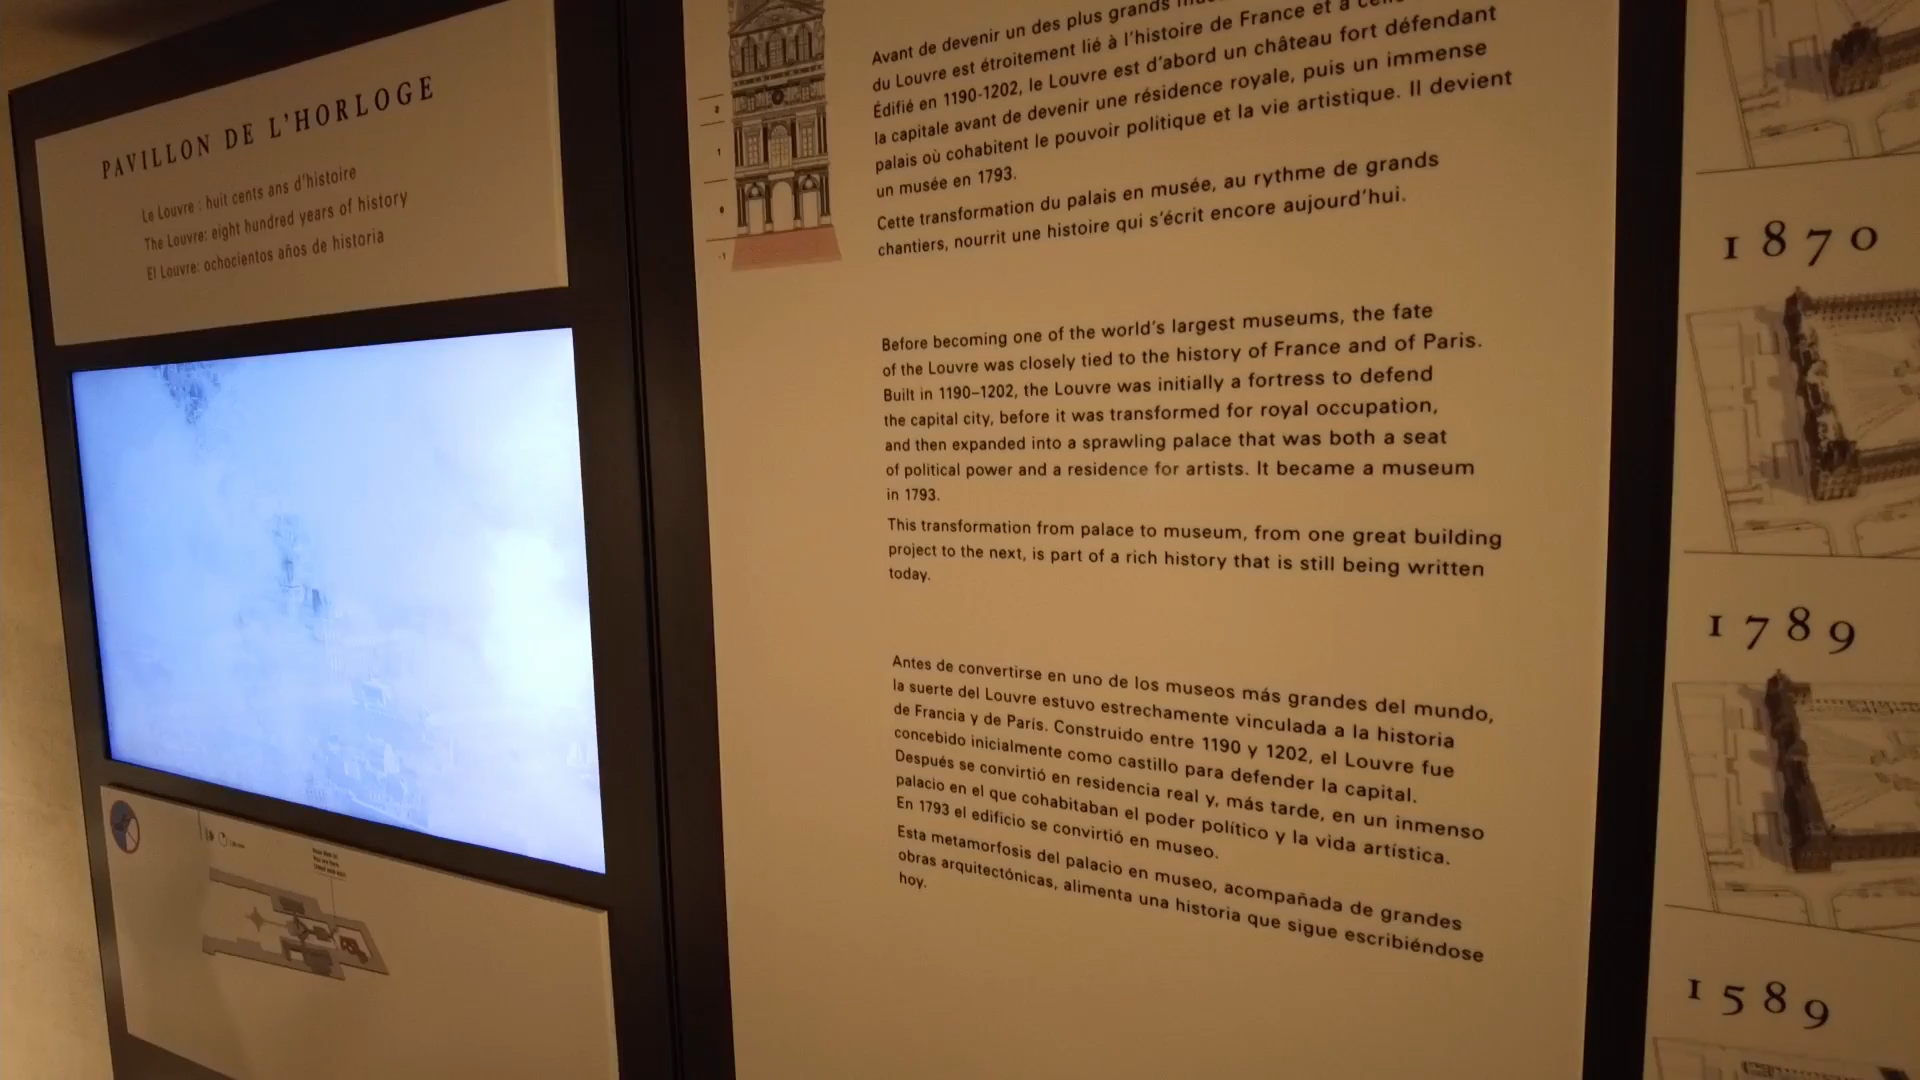 PAVILLON DE L'HORLOGE
Le Louvre : huit cents ans d'histoire
The Louvre: eight hundred years of history
El Louvre: ochocientos años de historia
2
1
0
-1
Avant de devenir un des plus grands
du Louvre est étroitement lié à l'histoire de France et à
Édifié en 1190-1202, le Louvre est d'abord un château fort défendant
la capitale avant de devenir une résidence royale, puis un immense
palais où cohabitent le pouvoir politique et la vie artistique. Il devient
un musée en 1793.
Cette transformation du palais en musée, au rythme de grands
chantiers, nourrit une histoire qui s'écrit encore aujourd'hui.
Before becoming one of the world's largest museums, the fate
of the Louvre was closely tied to the history of France and of Paris.
Built in 1190–1202, the Louvre was initially a fortress to defend
the capital city, before it was transformed for royal occupation,
and then expanded into a sprawling palace that was both a seat
of political power and a residence for artists. It became a museum
in 1793.
This transformation from palace to museum, from one great building
project to the next, is part of a rich history that is still being written
today.
Antes de convertirse en uno de los museos más grandes del mundo,
la suerte del Louvre estuvo estrechamente vinculada a la historia
de Francia y de París. Construido entre 1190 y 1202, el Louvre fue
concebido inicialmente como castillo para defender la capital.
Después se convirtió en residencia real y, más tarde, en un inmenso
palacio en el que cohabitaban el poder político y la vida artística.
En 1793 el edificio se convirtió en museo.
Esta metamorfosis del palacio en museo, acompañada de grandes
obras arquitectónicas, alimenta una historia que sigue escribiéndose
hoy.
1870
1789
1589